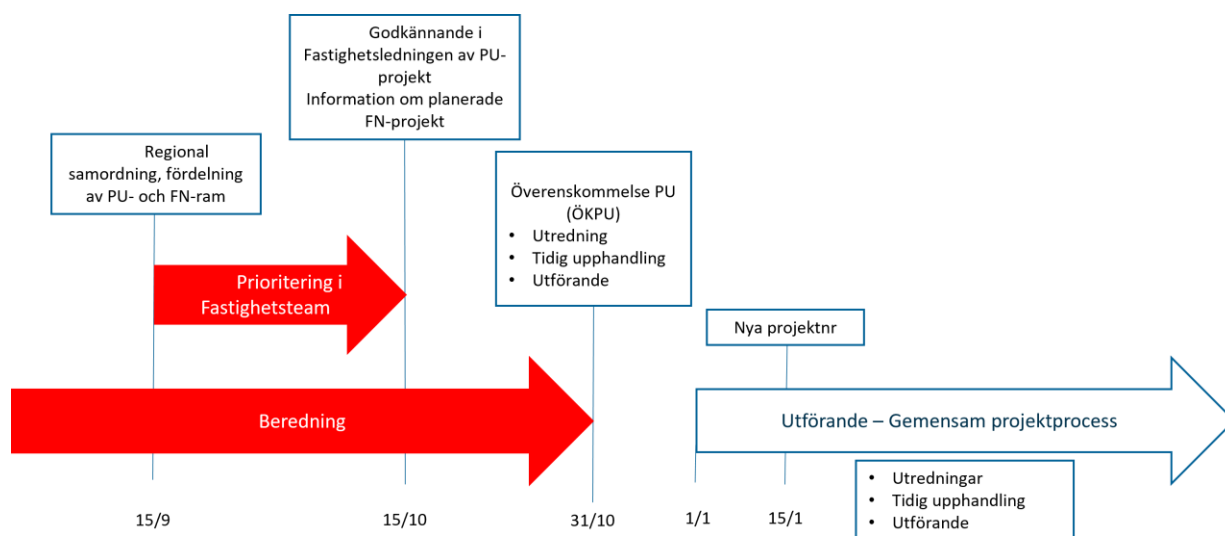 Godkännande i
Fastighetsledningen av PU-
projekt
Information om planerade
FN-projekt
Regional
samordning, fördelning
av PU- och FN-ram
Överenskommelse PU
(ÖKPU)
• Utredning
• Tidig upphandling
• Utförande
Prioritering i
Fastighetsteam
Nya projektnr
Beredning
Utförande – Gemensam projektprocess
• Utredningar
• Tidig upphandling
• Utförande
15/9
15/10
31/10
1/1
15/1